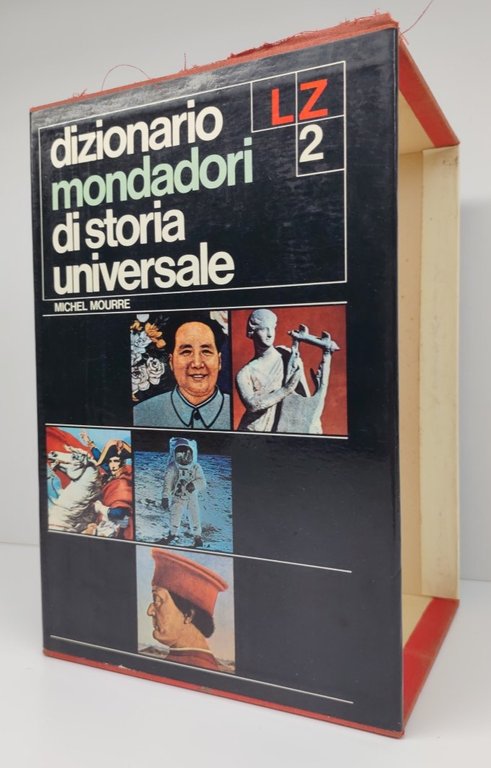 dizionario
mondadori
di storia
universale
MICHEL MOURRE
LZ
2